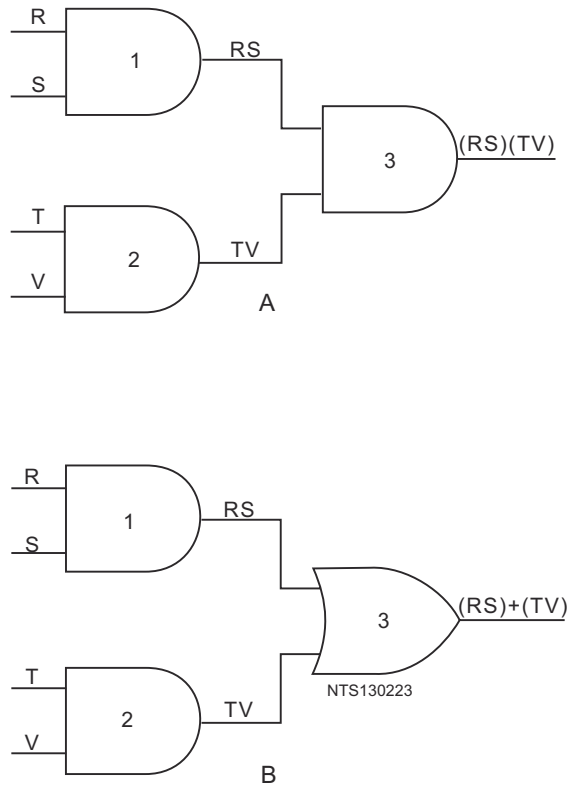 R
1
RS
S
(RS)(TV)
3
T
2
TV
V
A
R
1
RS
S
(RS)+(TV)
3
T
NTS130223
2
TV
V
B